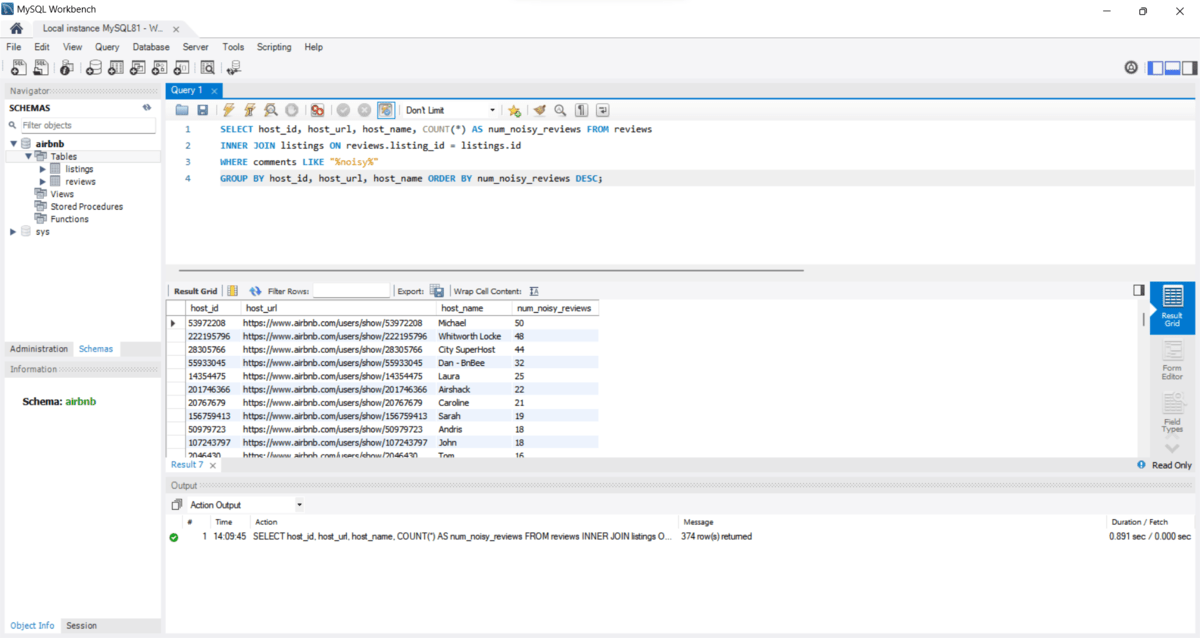 MySQL Workbench
Local instance MySQL81 - W...
File Edit View Query Database Server Tools Scripting Help
Navigator
SCHEMAS
Filter objects
airbnb
Tables
listings
reviews
Views
Stored Procedures
Functions
sys
Administration Schemas
Information
Schema: airbnb
Object Info Session
Query 1
Don't Limit
1 SELECT host_id, host_url, host_name, COUNT(*) AS num_noisy_reviews FROM reviews
2 INNER JOIN listings ON reviews.listing_id = listings.id
3 WHERE comments LIKE "%noisy%"
4 GROUP BY host_id, host_url, host_name ORDER BY num_noisy_reviews DESC;
Result Grid Filter Rows: Export: Wrap Cell Content:
host_id host_url host_name num_noisy_reviews
53972208 https://www.airbnb.com/users/show/53972208 Michael 50
222195796 https://www.airbnb.com/users/show/222195796 Whitworth Locke 48
28305766 https://www.airbnb.com/users/show/28305766 City SuperHost 44
55933045 https://www.airbnb.com/users/show/55933045 Dan - BnBee 32
14354475 https://www.airbnb.com/users/show/14354475 Laura 25
201746366 https://www.airbnb.com/users/show/201746366 Airshack 22
20767679 https://www.airbnb.com/users/show/20767679 Caroline 21
156759413 https://www.airbnb.com/users/show/156759413 Sarah 19
50979723 https://www.airbnb.com/users/show/50979723 Andris 18
107243797 https://www.airbnb.com/users/show/107243797 John 18
2046430 https://www.airbnb.com/users/show/2046430 Tom 16
Result Grid
Form Editor
Field Types
Result 7
Read Only
Output
Action Output
# Time Action Message Duration / Fetch
1 14:09:45 SELECT host_id, host_url, host_name, COUNT(*) AS num_noisy_reviews FROM reviews INNER JOIN listings O... 374 row(s) returned 0.891 sec / 0.000 sec